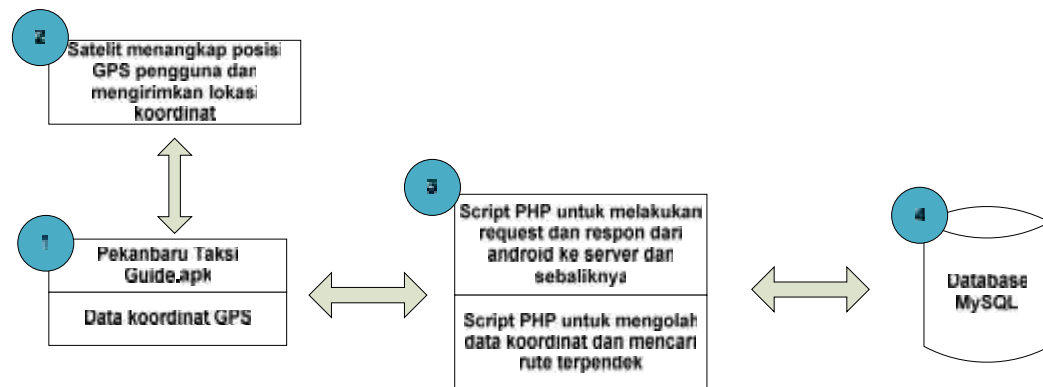 2
Satelit menangkap posisi
GPS pengguna dan
mengirimkan lokasi
koordinat
1
Pekanbaru Taksi
Guide.apk
Data koordinat GPS
3
Script PHP untuk melakukan
request dan respon dari
android ke server dan
sebaliknya
Script PHP untuk mengolah
data koordinat dan mencari
rute terpendek
4
Database
MySQL